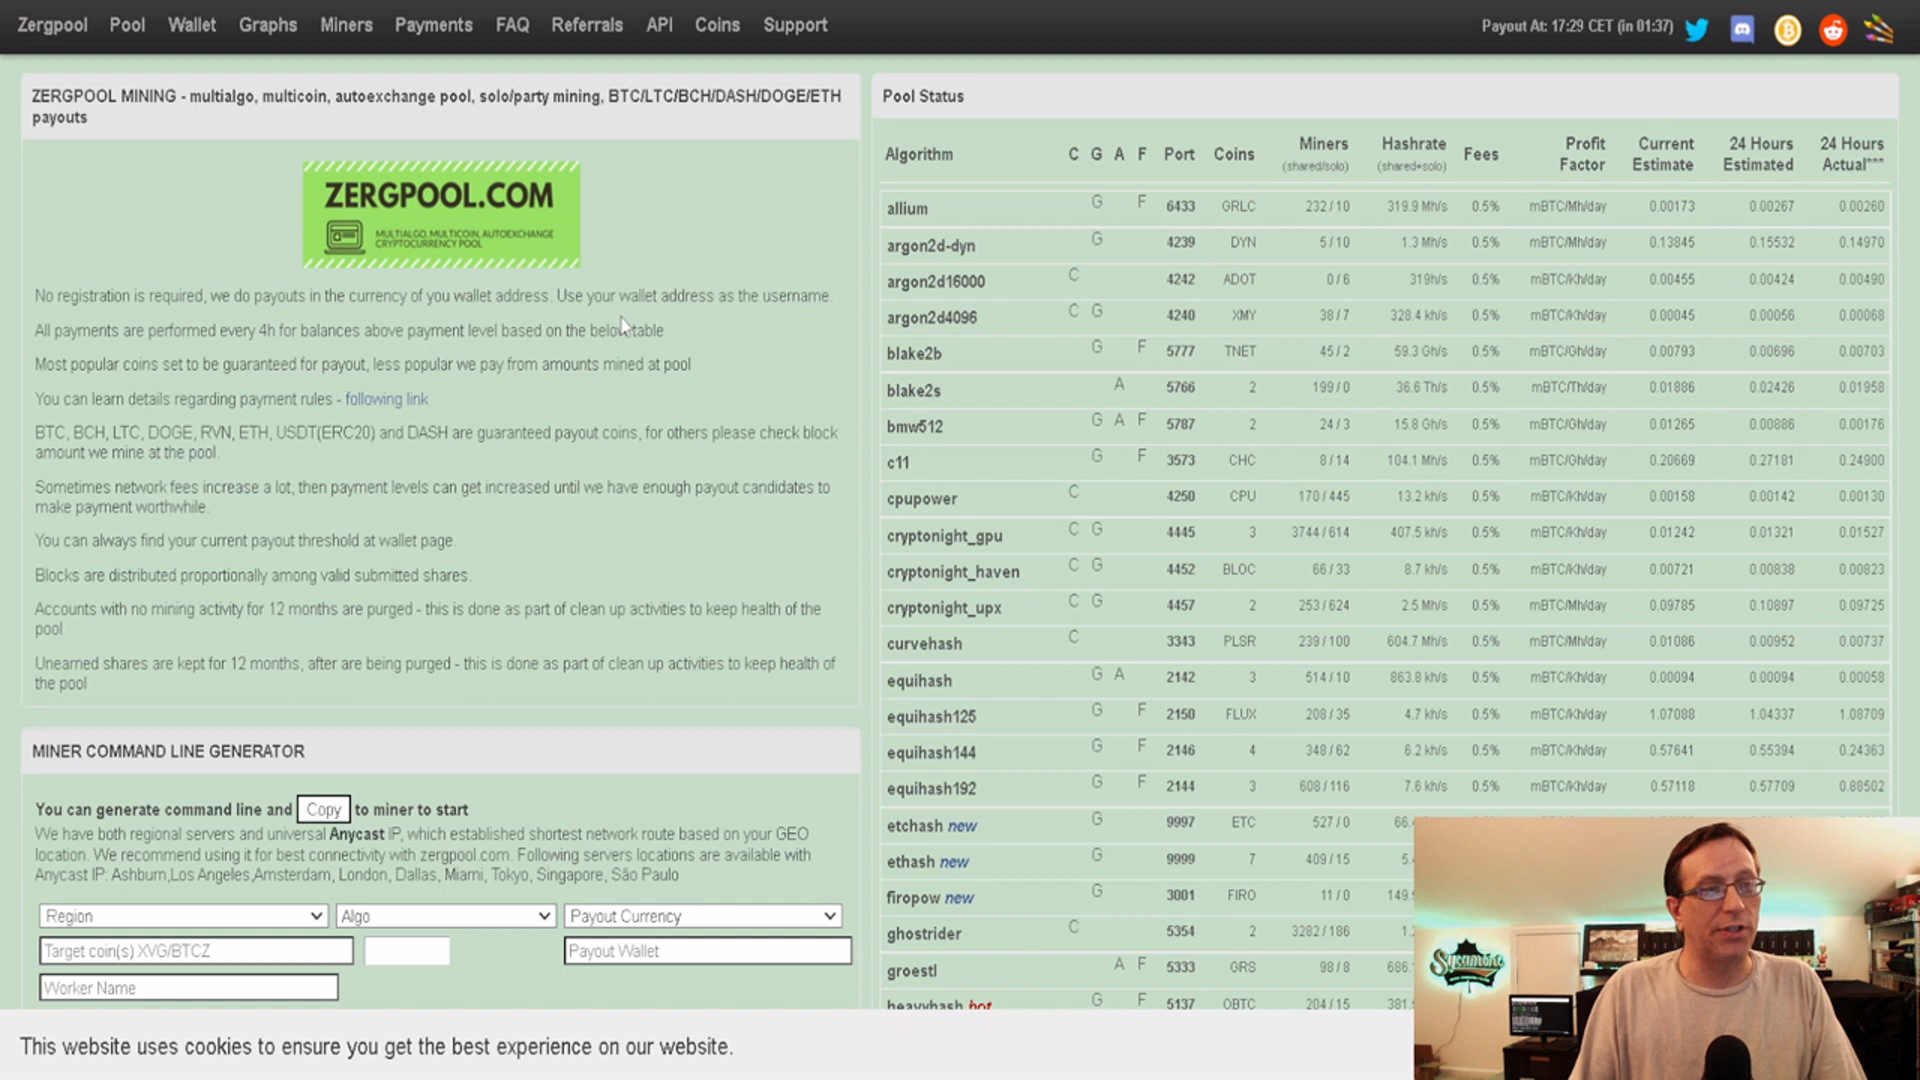 Zergpool Pool Wallet Graphs Miners Payments FAQ Referrals API Coins Support Payout At: 17:29 CET (in 01:37)
ZERGPOOL MINING - multialgo, multicoin, autoexchange pool, solo/party mining, BTC/LTC/BCH/DASH/DOGE/ETH
payouts
ZERGPOOL.COM
MULTIALGO, MULTICOIN, AUTOEXCHANGE
CRYPTOCURRENCY POOL
No registration is required, we do payouts in the currency of you wallet address. Use your wallet address as the username.
All payments are performed every 4h for balances above payment level based on the below table
Most popular coins set to be guaranteed for payout, less popular we pay from amounts mined at pool
You can learn details regarding payment rules - following link
BTC, BCH, LTC, DOGE, RVN, ETH, USDT(ERC20) and DASH are guaranteed payout coins, for others please check block
amount we mine at the pool.
Sometimes network fees increase a lot, then payment levels can get increased until we have enough payout candidates to
make payment worthwhile.
You can always find your current payout threshold at wallet page.
Blocks are distributed proportionally among valid submitted shares.
Accounts with no mining activity for 12 months are purged - this is done as part of clean up activities to keep health of the
pool
Unearned shares are kept for 12 months, after are being purged - this is done as part of clean up activities to keep health of
the pool
MINER COMMAND LINE GENERATOR
You can generate command line and Copy to miner to start
We have both regional servers and universal Anycast IP, which established shortest network route based on your GEO
location. We recommend using it for best connectivity with zergpool.com. Following servers locations are available with
Anycast IP: Ashburn,Los Angeles,Amsterdam, London, Dallas, Miami, Tokyo, Singapore, São Paulo
Region Algo Payout Currency
Target coin(s) XVG/BTCZ Payout Wallet
Worker Name
Pool Status
Algorithm C G A F Port Coins Miners (shared/solo) Hashrate (shared+solo) Fees Profit Factor Current Estimate 24 Hours Estimated 24 Hours Actual***
allium G F 6433 GRLC 232 / 10 319.9 Mh/s 0.5% mBTC/Mh/day 0.00173 0.00267 0.00260
argon2d-dyn G 4239 DYN 5 / 10 1.3 Mh/s 0.5% mBTC/Mh/day 0.13845 0.15532 0.14970
argon2d16000 C 4242 ADOT 0 / 6 319h/s 0.5% mBTC/Kh/day 0.00455 0.00424 0.00490
argon2d4096 C G 4240 XMY 38 / 7 328.4 kh/s 0.5% mBTC/Kh/day 0.00045 0.00056 0.00068
blake2b G F 5777 TNET 45 / 2 59.3 Gh/s 0.5% mBTC/Gh/day 0.00793 0.00696 0.00703
blake2s A 5766 2 199 / 0 36.6 Th/s 0.5% mBTC/Th/day 0.01886 0.02426 0.01958
bmw512 G A F 5787 2 24 / 3 15.8 Gh/s 0.5% mBTC/Gh/day 0.01265 0.00886 0.00176
c11 G F 3573 CHC 8 / 14 104.1 Mh/s 0.5% mBTC/Gh/day 0.20669 0.27181 0.24900
cpupower C 4250 CPU 170 / 445 13.2 kh/s 0.5% mBTC/Kh/day 0.00158 0.00142 0.00130
cryptonight_gpu C G 4445 3 3744 / 614 407.5 kh/s 0.5% mBTC/Kh/day 0.01242 0.01321 0.01527
cryptonight_haven C G 4452 BLOC 66 / 33 8.7 kh/s 0.5% mBTC/Kh/day 0.00721 0.00838 0.00823
cryptonight_upx C G 4457 2 253 / 624 2.5 Mh/s 0.5% mBTC/Mh/day 0.09785 0.10897 0.09725
curvehash C 3343 PLSR 239 / 100 604.7 Mh/s 0.5% mBTC/Mh/day 0.01086 0.00952 0.00737
equihash G A 2142 3 514 / 10 863.8 kh/s 0.5% mBTC/Kh/day 0.00094 0.00094 0.00058
equihash125 G F 2150 FLUX 208 / 35 4.7 kh/s 0.5% mBTC/Kh/day 1.07088 1.04337 1.08709
equihash144 G F 2146 4 348 / 62 6.2 kh/s 0.5% mBTC/Kh/day 0.57641 0.55394 0.24363
equihash192 G F 2144 3 608 / 116 7.6 kh/s 0.5% mBTC/Kh/day 0.57118 0.57709 0.88502
etchash new G 9997 ETC 527 / 0 66.
ethash new G 9999 7 409 / 15 5.
firopow new G 3001 FIRO 11 / 0 149.
ghostrider C 5354 2 3282 / 186 1.
groestl A F 5333 GRS 98 / 8 686.
heavyhash hot G F 5137 OBTC 204 / 15 381.
Sycamore
This website uses cookies to ensure you get the best experience on our website.